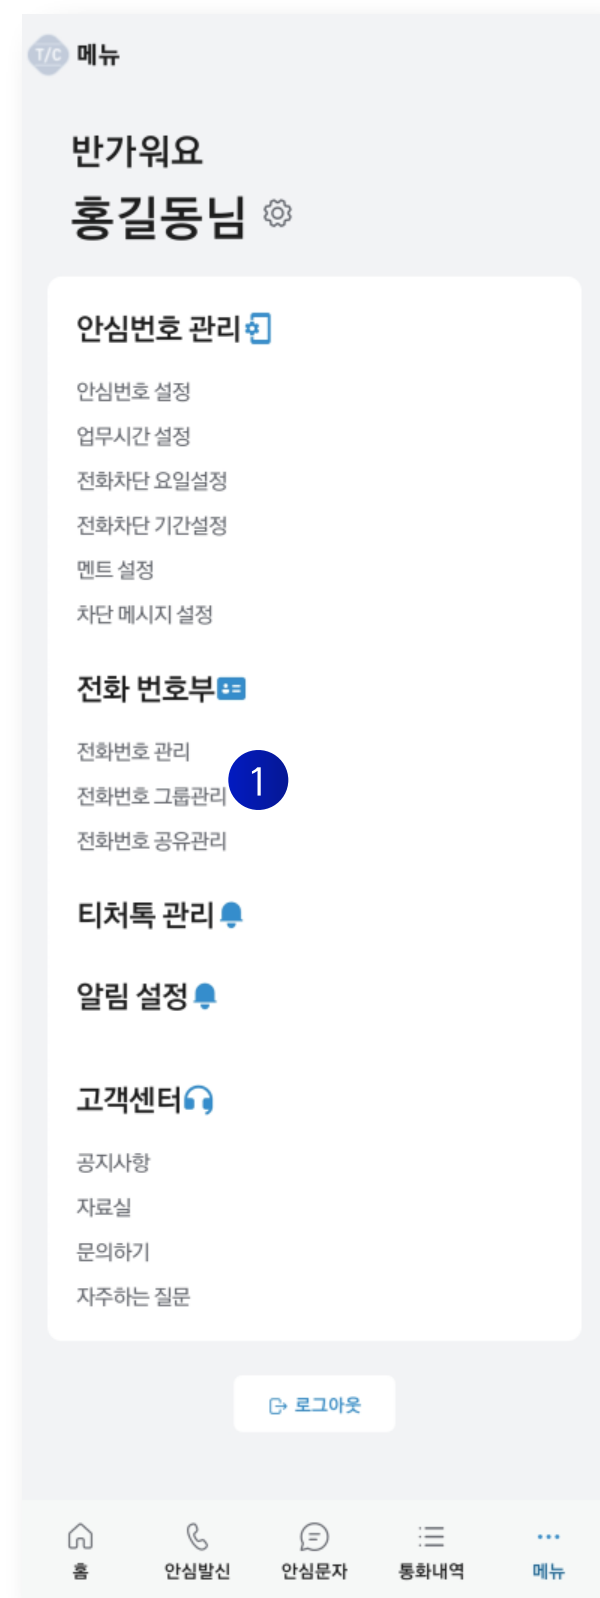 T/C 메뉴
반가워요
홍길동님
안심번호 관리
안심번호 설정
업무시간 설정
전화차단 요일설정
전화차단 기간설정
멘트 설정
차단 메시지 설정
전화 번호부
전화번호 관리
전화번호 그룹관리 1
전화번호 공유관리
티처톡 관리
알림 설정
고객센터
공지사항
자료실
문의하기
자주하는 질문
로그아웃
홈 안심발신 안심문자 통화내역 메뉴